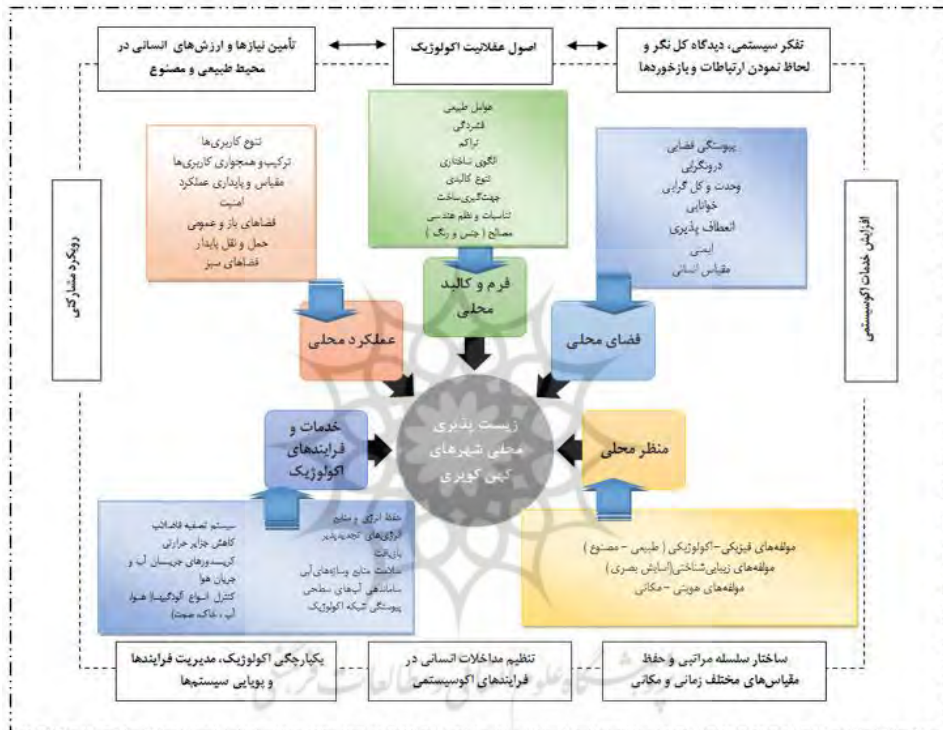 تفکر سیستمی، دیدگاه کل نگر و
لحاظ نمودن ارتباطات و بازخوردها
اصول عقلانیت اکولوژیک
تأمین نیازها و ارزش‌های انسانی در
محیط طبیعی و مصنوع
افزایش خدمات اکوسیستمی
رویکرد مشارکتی
پیوستگی فضایی
درونگرایی
وحدت و کل گرایی
خوانایی
انعطاف پذیری
ایمنی
مقیاس انسانی
عوامل طبیعی
فشردگی
تراکم
الگوی ساختاری
تنوع کالبدی
جهت‌گیری ساخت
تناسبات و نظم هندسی
مصالح ( جنس و رنگ )
تنوع کاربری‌ها
ترکیب و همجواری کاربری‌ها
مقیاس و پایداری عملکرد
امنیت
فضاهای باز و عمومی
حمل و نقل پایدار
فضاهای سبز
فضای محلی
فرم و کالبد
محلی
عملکرد محلی
زیست پذیری
محلی شهرهای
کهن کویری
منظر محلی
خدمات و
فرایندهای
اکولوژیک
مولفه‌های فیزیکی-اکولوژیکی ( طبیعی - مصنوع )
مولفه‌های زیبایی‌شناختی(آسایش بصری )
مولفه‌های هویتی - مکانی
حفظ انرژی و منابع
انرژی‌های تجدیدپذیر
بازیافت
سلامت منابع وسازه‌های آبی
ساماندهی آب‌های سطحی
پیوستگی شبکه اکولوژیک
سیستم تصفیه فاضلاب
کاهش جزایر حرارتی
کریدورهای جریان آب و
جریان هوا
کنترل انواع آلودگیها( هوا،
آب ، خاک، صوت)
ساختار سلسله مراتبی و حفظ
مقیاس‌های مختلف زمانی و مکانی
تنظیم مداخلات انسانی در
فرایندهای اکوسیستمی
یکپارچگی اکولوژیک، مدیریت فرایندها
و پویایی سیستم‌ها
پژوهشگاه علوم انسانی و مطالعات فرهنگی